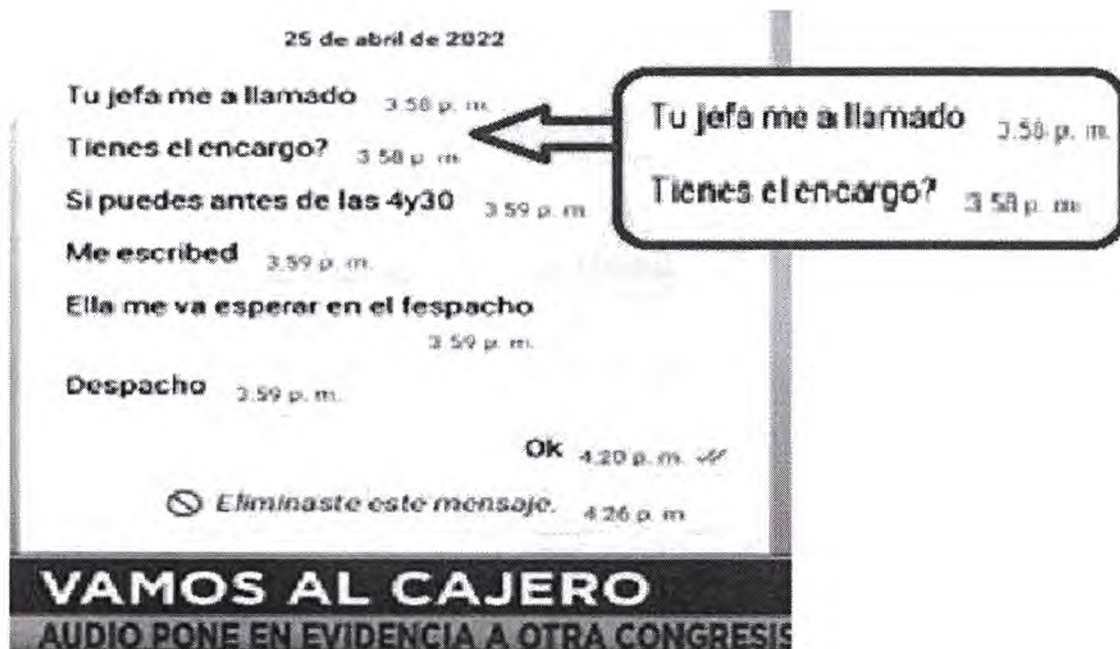 25 de abril de 2022
Tu jefa me a llamado 3:58 p. m.
Tienes el encargo? 3:58 p. m.
Si puedes antes de las 4y30 3:59 p. m.
Me escribed 3:59 p. m.
Ella me va esperar en el fespacho
3:59 p. m.
Despacho 3:59 p. m.
Ok 4:20 p. m.
Eliminaste este mensaje. 4:26 p. m.
Tu jefa me a llamado 3:58 p. m.
Tienes el encargo? 3:58 p. m.
VAMOS AL CAJERO
AUDIO PONE EN EVIDENCIA A OTRA CONGRESIS